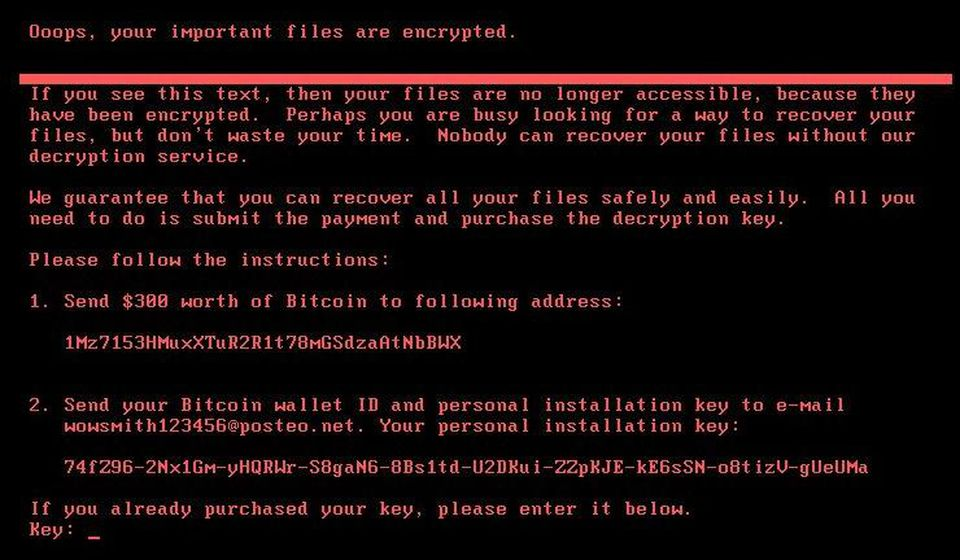 Ooops, your important files are encrypted.
If you see this text, then your files are no longer accessible, because they
have been encrypted.  Perhaps you are busy looking for a way to recover your
files, but don't waste your time.  Nobody can recover your files without our
decryption service.
We guarantee that you can recover all your files safely and easily.  All you
need to do is submit the payment and purchase the decryption key.
Please follow the instructions:
1. Send $300 worth of Bitcoin to following address:
1Mz7153HMuxXTuR2R1t78mGSdzaAtNbBWX
2. Send your Bitcoin wallet ID and personal installation key to e-mail
wowsmith123456@posteo.net. Your personal installation key:
74fZ96-2Nx1Gm-yHQRWr-S8gaN6-8Bs1td-U2DKui-ZZpKJE-kE6sSN-o8tizV-gUeUMa
If you already purchased your key, please enter it below.
Key: _